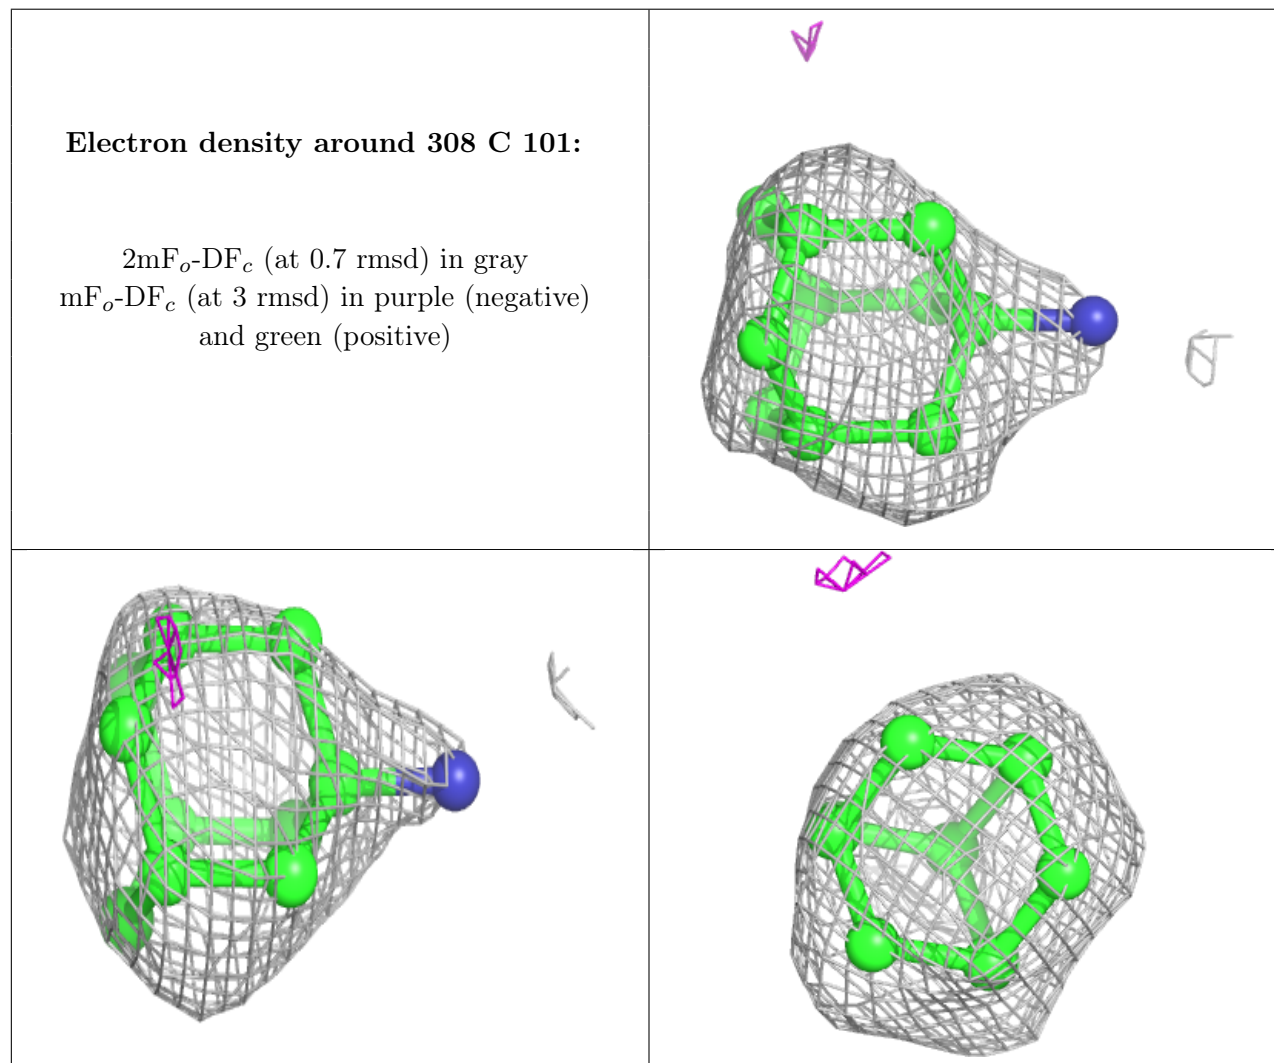 Electron density around 308 C 101:
2mFo-DFc (at 0.7 rmsd) in gray
mFo-DFc (at 3 rmsd) in purple (negative)
and green (positive)